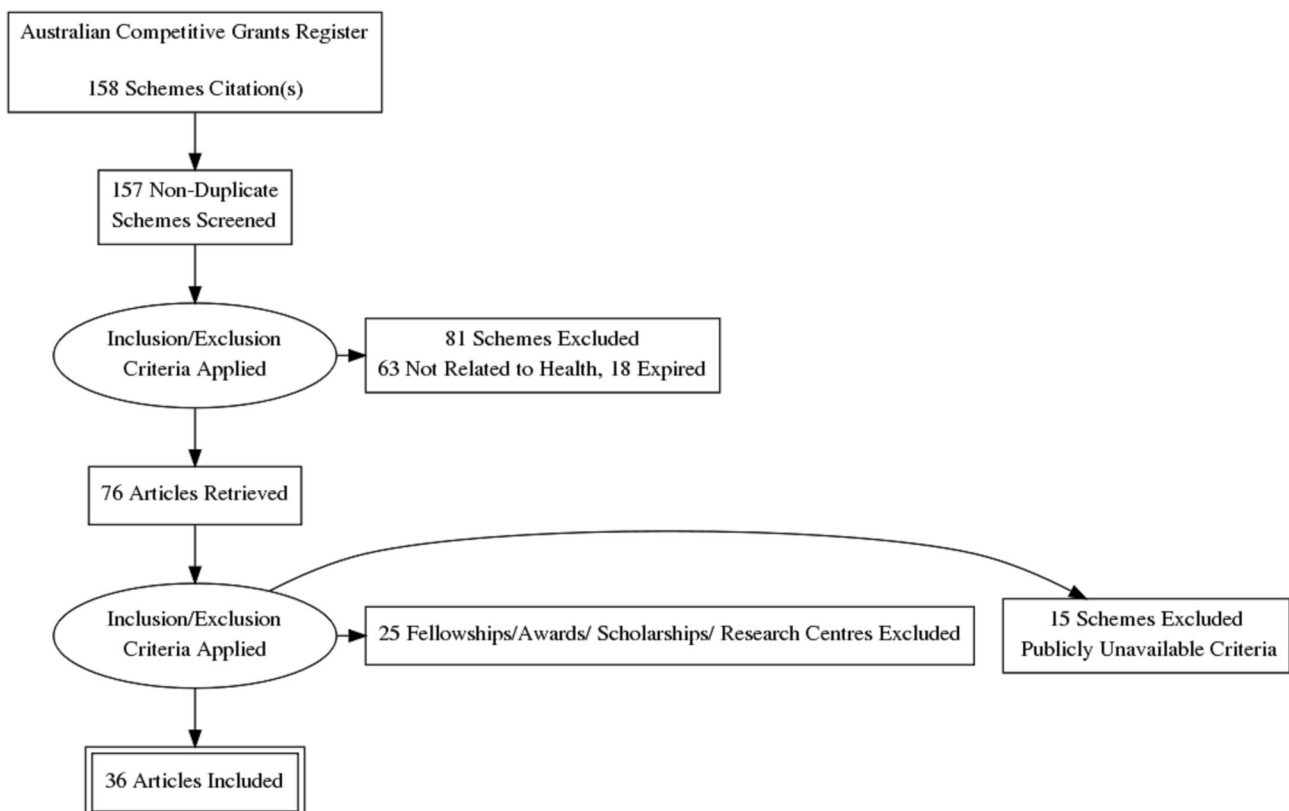 Australian Competitive Grants Register
158 Schemes Citation(s)
157 Non-Duplicate
Schemes Screened
Inclusion/Exclusion
Criteria Applied
81 Schemes Excluded
63 Not Related to Health, 18 Expired
76 Articles Retrieved
Inclusion/Exclusion
Criteria Applied
25 Fellowships/Awards/ Scholarships/ Research Centres Excluded
15 Schemes Excluded
Publicly Unavailable Criteria
36 Articles Included